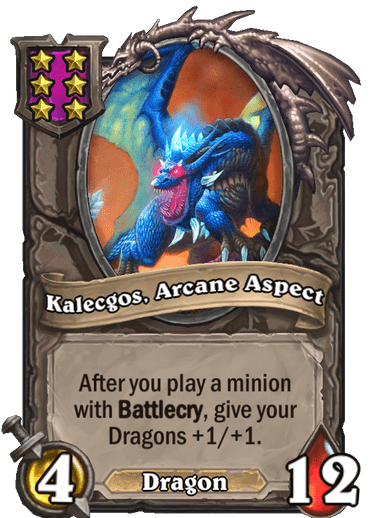 Kalecgos, Arcane Aspect
After you play a minion
with Battlecry, give your
Dragons +1/+1.
4
Dragon
12